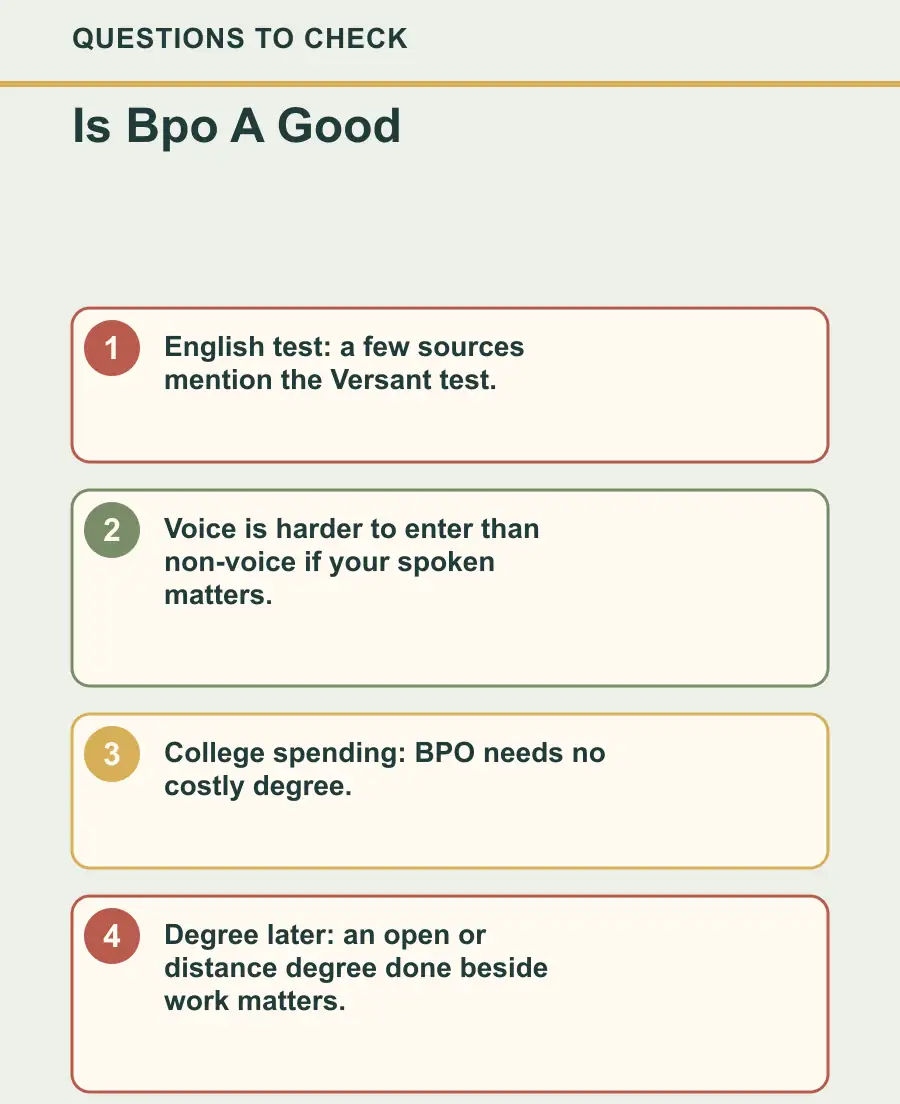 QUESTIONS TO CHECK
Is Bpo A Good
1
English test: a few sources
mention the Versant test.
2
Voice is harder to enter than
non-voice if your spoken
matters.
3
College spending: BPO needs no
costly degree.
4
Degree later: an open or
distance degree done beside
work matters.